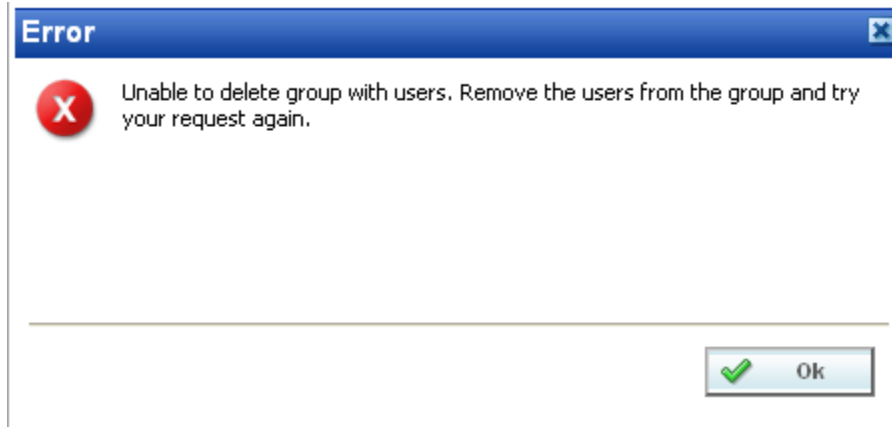 Error
Unable to delete group with users. Remove the users from the group and try
your request again.
Ok